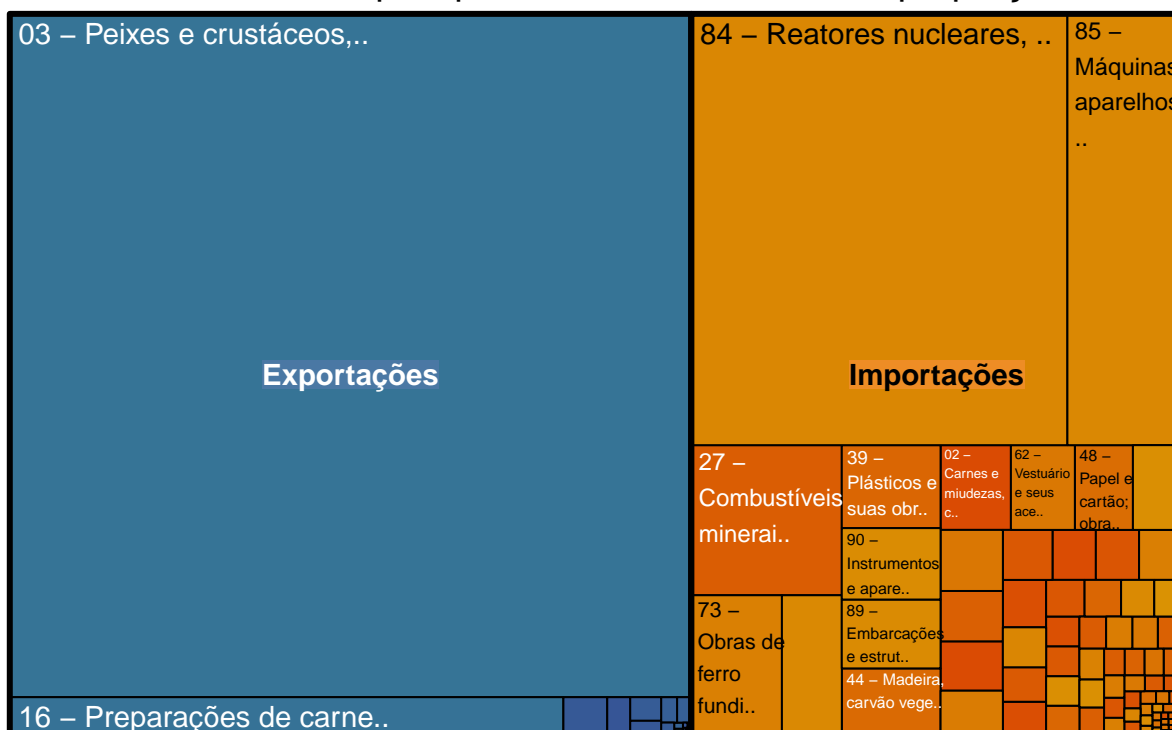 03 – Peixes e crustáceos,..
Exportações
16 – Preparações de carne..
84 – Reatores nucleares, ..
85 –
Máquinas
aparelhos
..
Importações
27 –
Combustíveis
minerai..
39 –
Plásticos e
suas obr..
02 –
Carnes e
miudezas,
c..
62 –
Vestuário
e seus
ace..
48 –
Papel e
cartão;
obra..
90 –
Instrumentos
e apare..
73 –
Obras de
ferro
fundi..
89 –
Embarcações
e estrut..
44 – Madeira,
carvão vege..